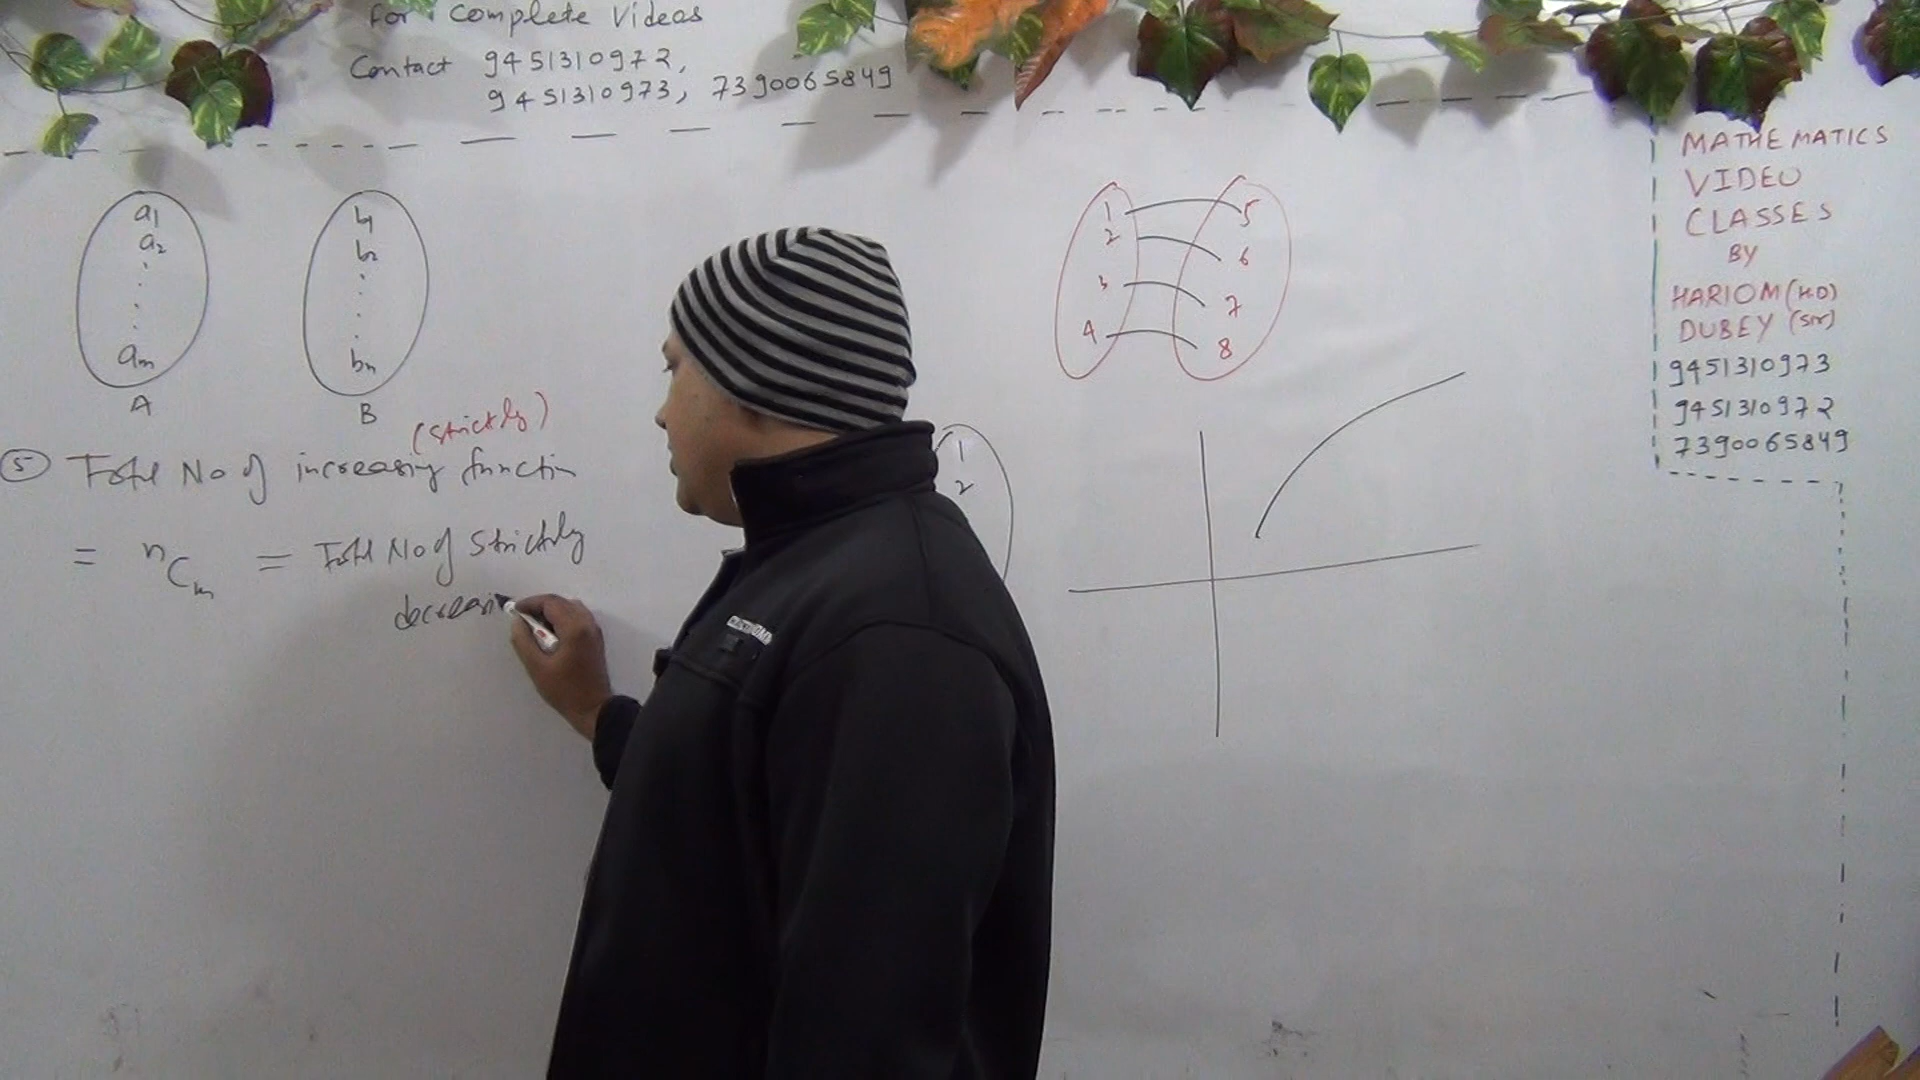 For Complete Videos
Contact 9451310972,
9451310973, 7390065849
MATHEMATICS
VIDEO
CLASSES
BY
HARIOM (H.D)
DUBEY (Sir)
9451310973
9451310972
7390065849
a1
a2
am
A
b1
b2
bn
B
1
2
3
4
5
6
7
8
(strictly)
5 Total No of increasing function
= nCm = Total No of Strictly
decreasin
1
2